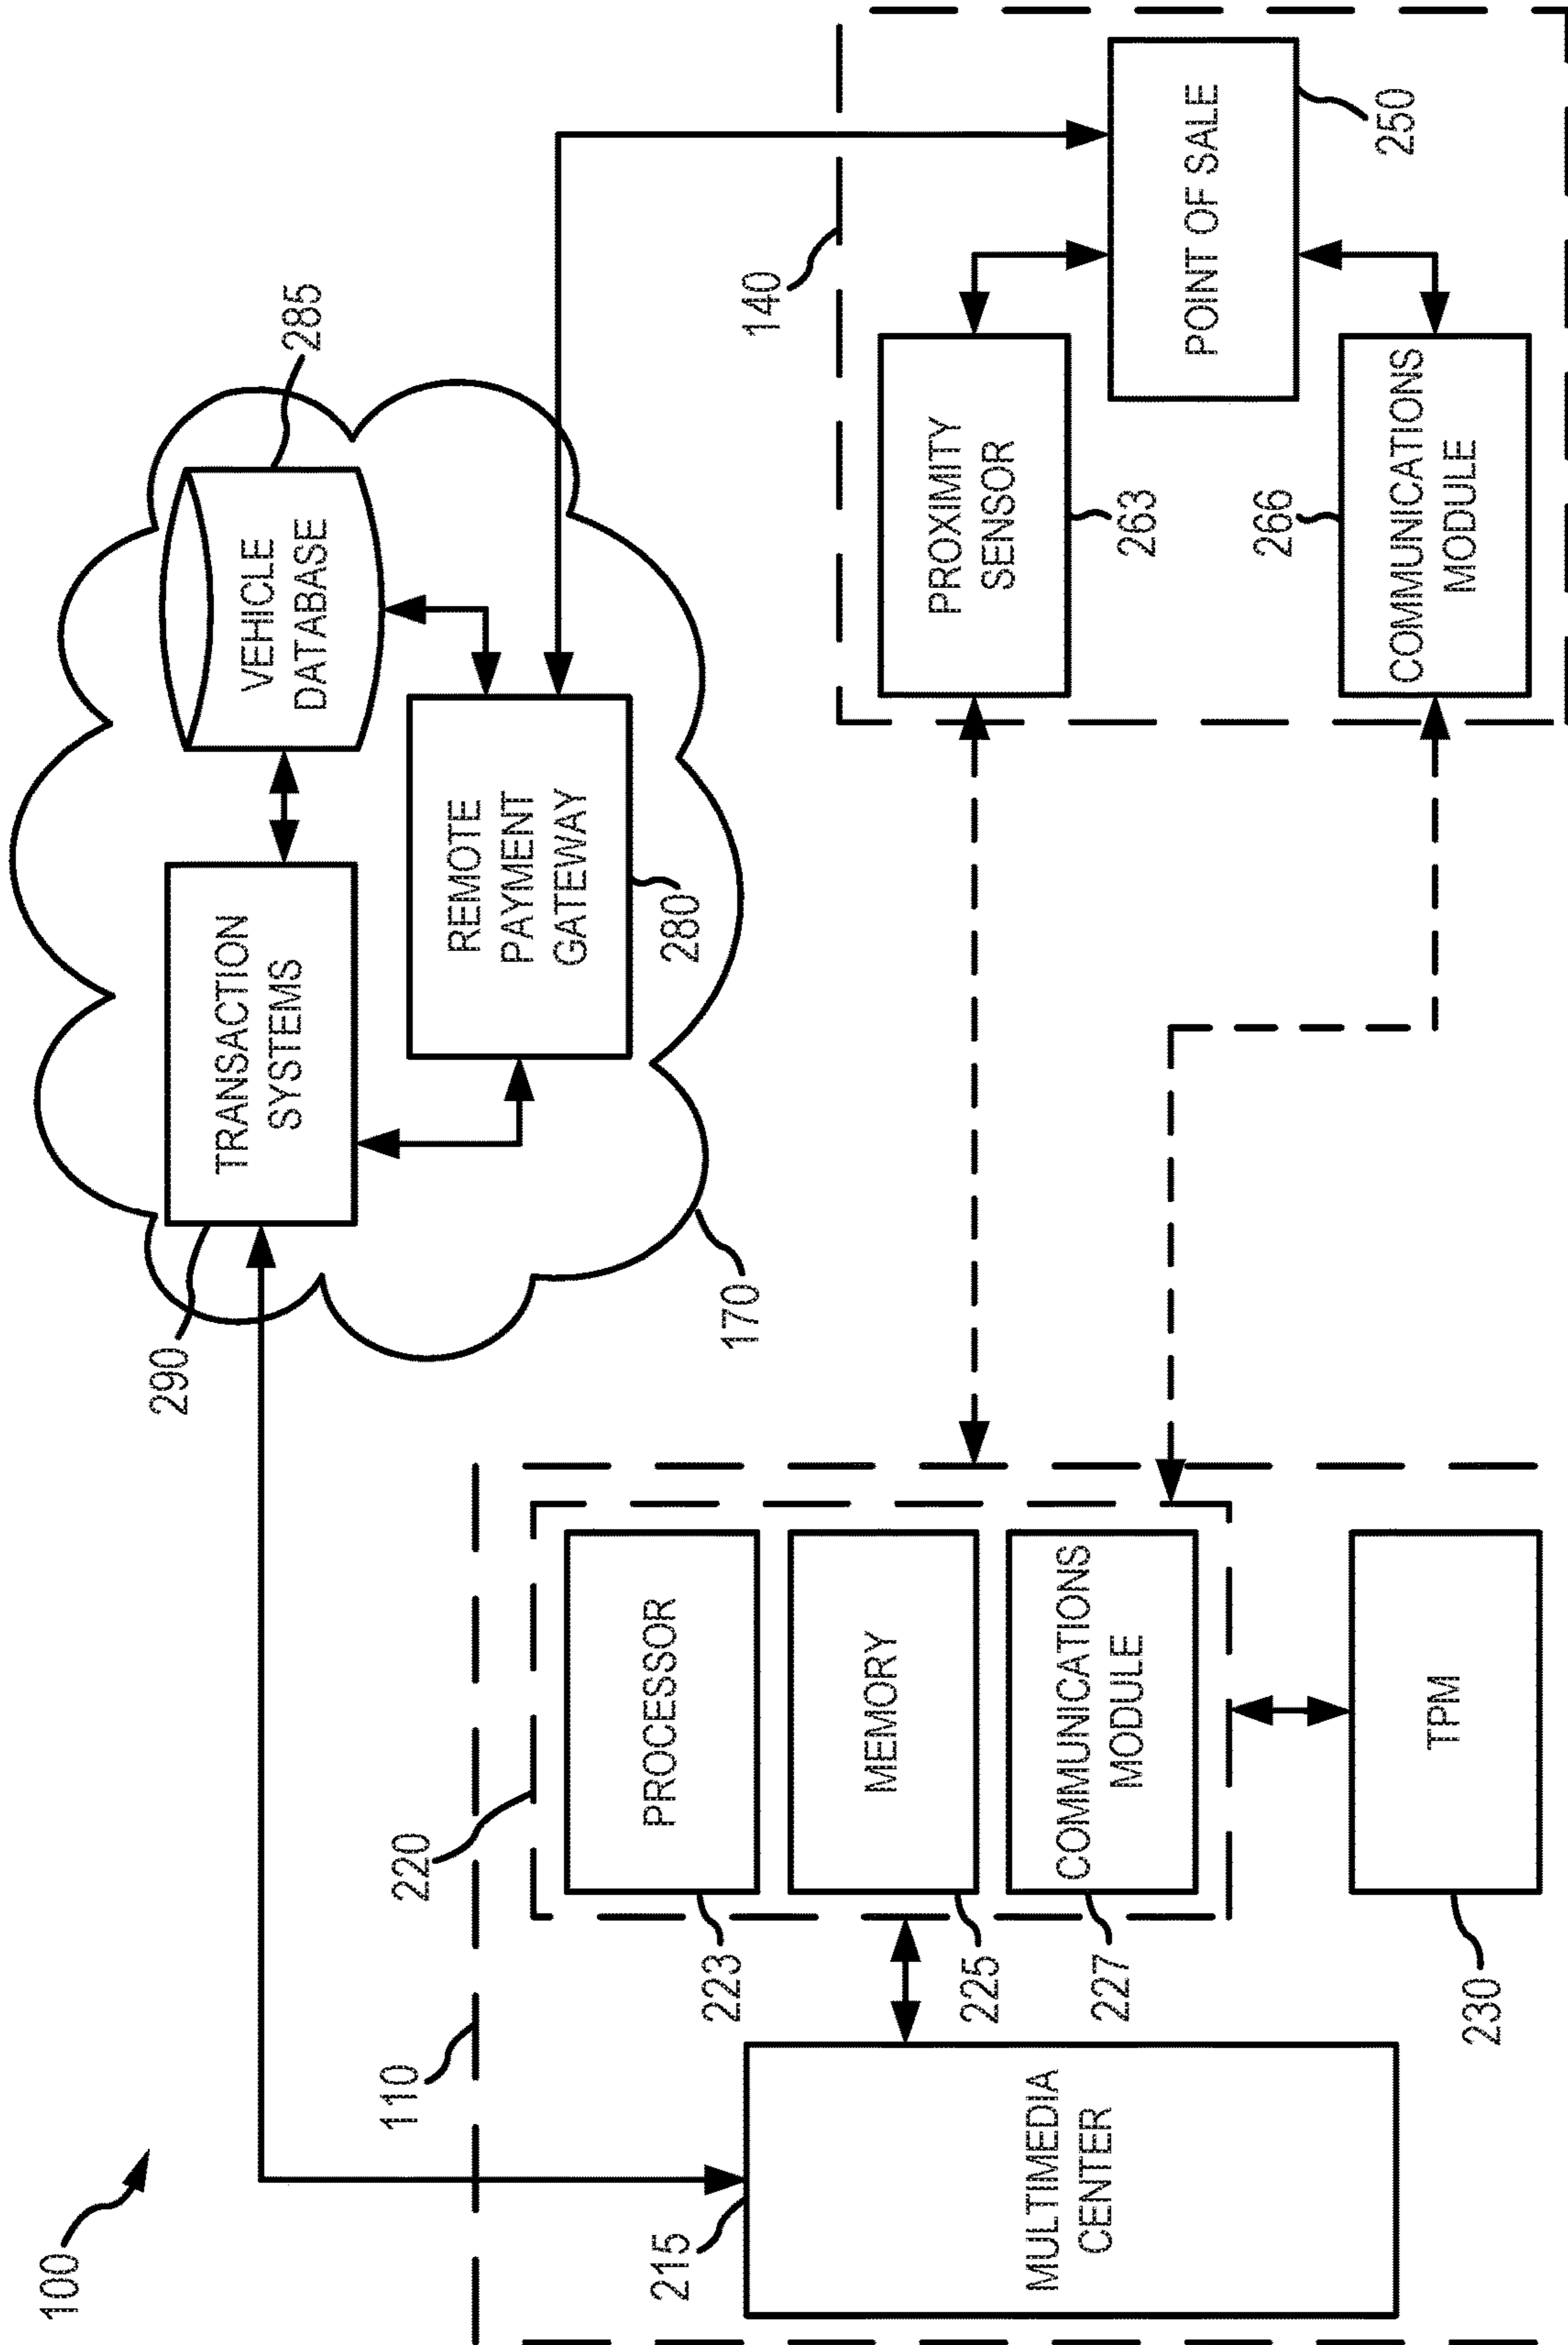 100
110
215
MULTIMEDIA
CENTER
220
PROCESSOR
223
MEMORY
225
COMMUNICATIONS
MODULE
227
TPM
230
290
TRANSACTION
SYSTEMS
VEHICLE
DATABASE
285
REMOTE
PAYMENT
GATEWAY
280
170
140
PROXIMITY
SENSOR
263
POINT OF SALE
250
266
COMMUNICATIONS
MODULE